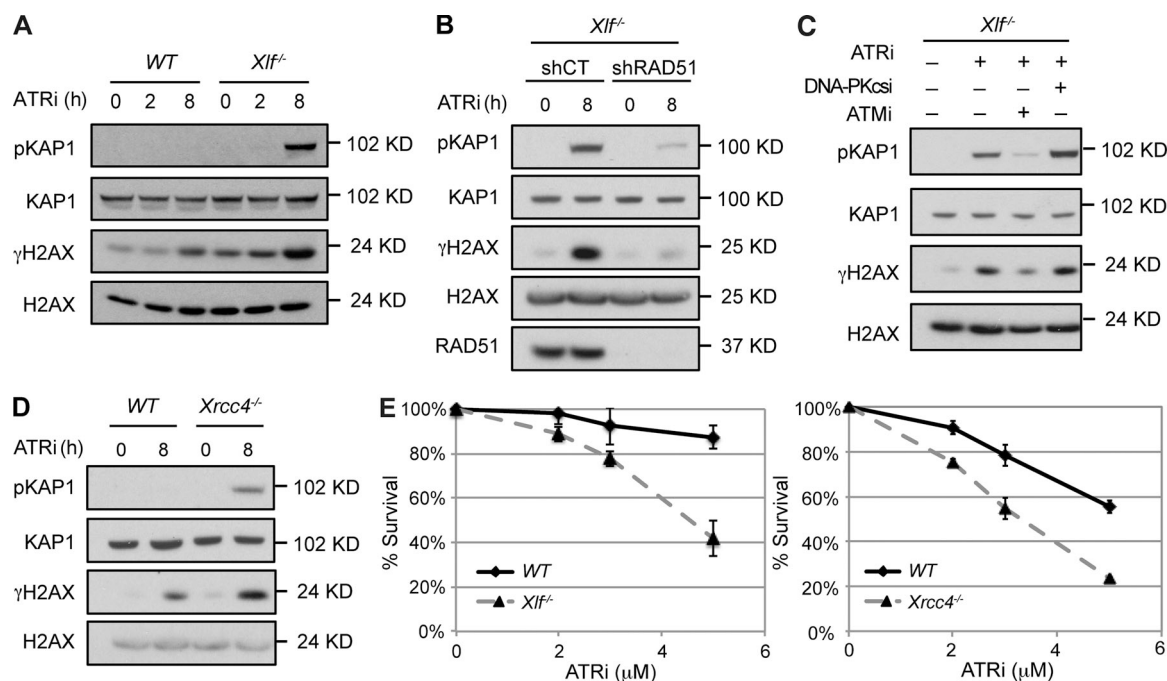 A
WT Xlf-/-
ATRi (h) 0 2 8 0 2 8
pKAP1 102 KD
KAP1 102 KD
γH2AX 24 KD
H2AX 24 KD
B
Xlf-/-
shCT shRAD51
ATRi (h) 0 8 0 8
pKAP1 100 KD
KAP1 100 KD
γH2AX 25 KD
H2AX 25 KD
RAD51 37 KD
C
Xlf-/-
ATRi – + + +
DNA-PKcsi – – – +
ATMi – – + –
pKAP1 102 KD
KAP1 102 KD
γH2AX 24 KD
H2AX 24 KD
D
WT Xrcc4-/-
ATRi (h) 0 8 0 8
pKAP1 102 KD
KAP1 102 KD
γH2AX 24 KD
H2AX 24 KD
E
% Survival
100%
80%
60%
40%
20%
0%
WT
Xlf-/-
0 2 4 6
ATRi (μM)
% Survival
100%
80%
60%
40%
20%
0%
WT
Xrcc4-/-
0 2 4 6
ATRi (μM)